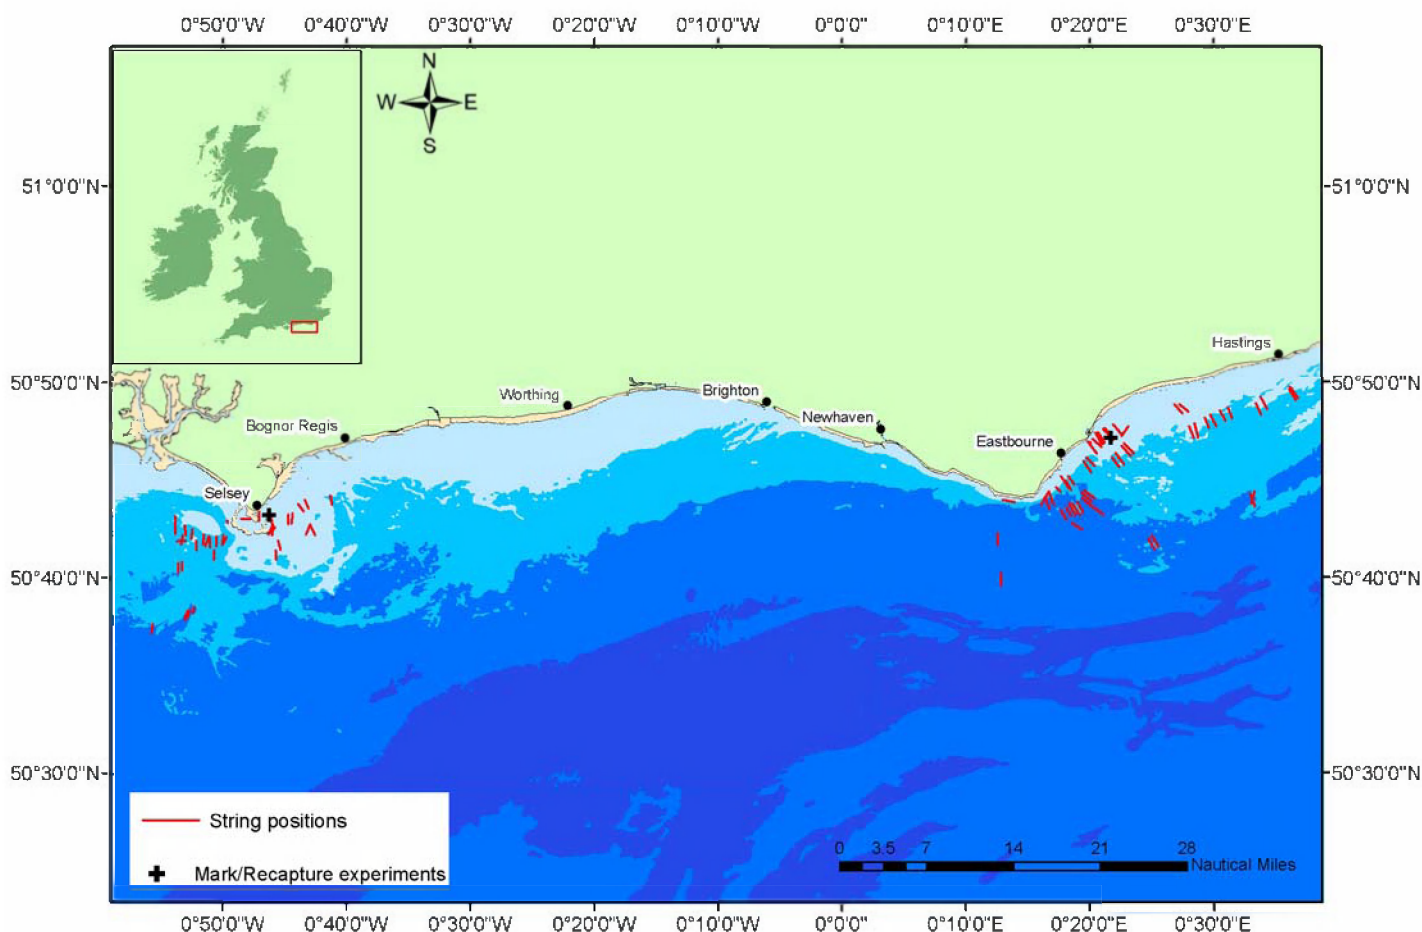 0°50'0"W 0°40'0"W 0°30'0"W 0°20'0"W 0°10'0"W 0°0'0" 0°10'0"E 0°20'0"E 0°30'0"E
N
W E
S
51°0'0"N 51°0'0"N
Hastings
50°50'0"N 50°50'0"N
Worthing
Brighton
Newhaven
Bognor Regis
Eastbourne
Selsey
50°40'0"N 50°40'0"N
50°30'0"N 50°30'0"N
String positions
Mark/Recapture experiments
0 3.5 7 14 21 28
Nautical Miles
0°50'0"W 0°40'0"W 0°30'0"W 0°20'0"W 0°10'0"W 0°0'0" 0°10'0"E 0°20'0"E 0°30'0"E